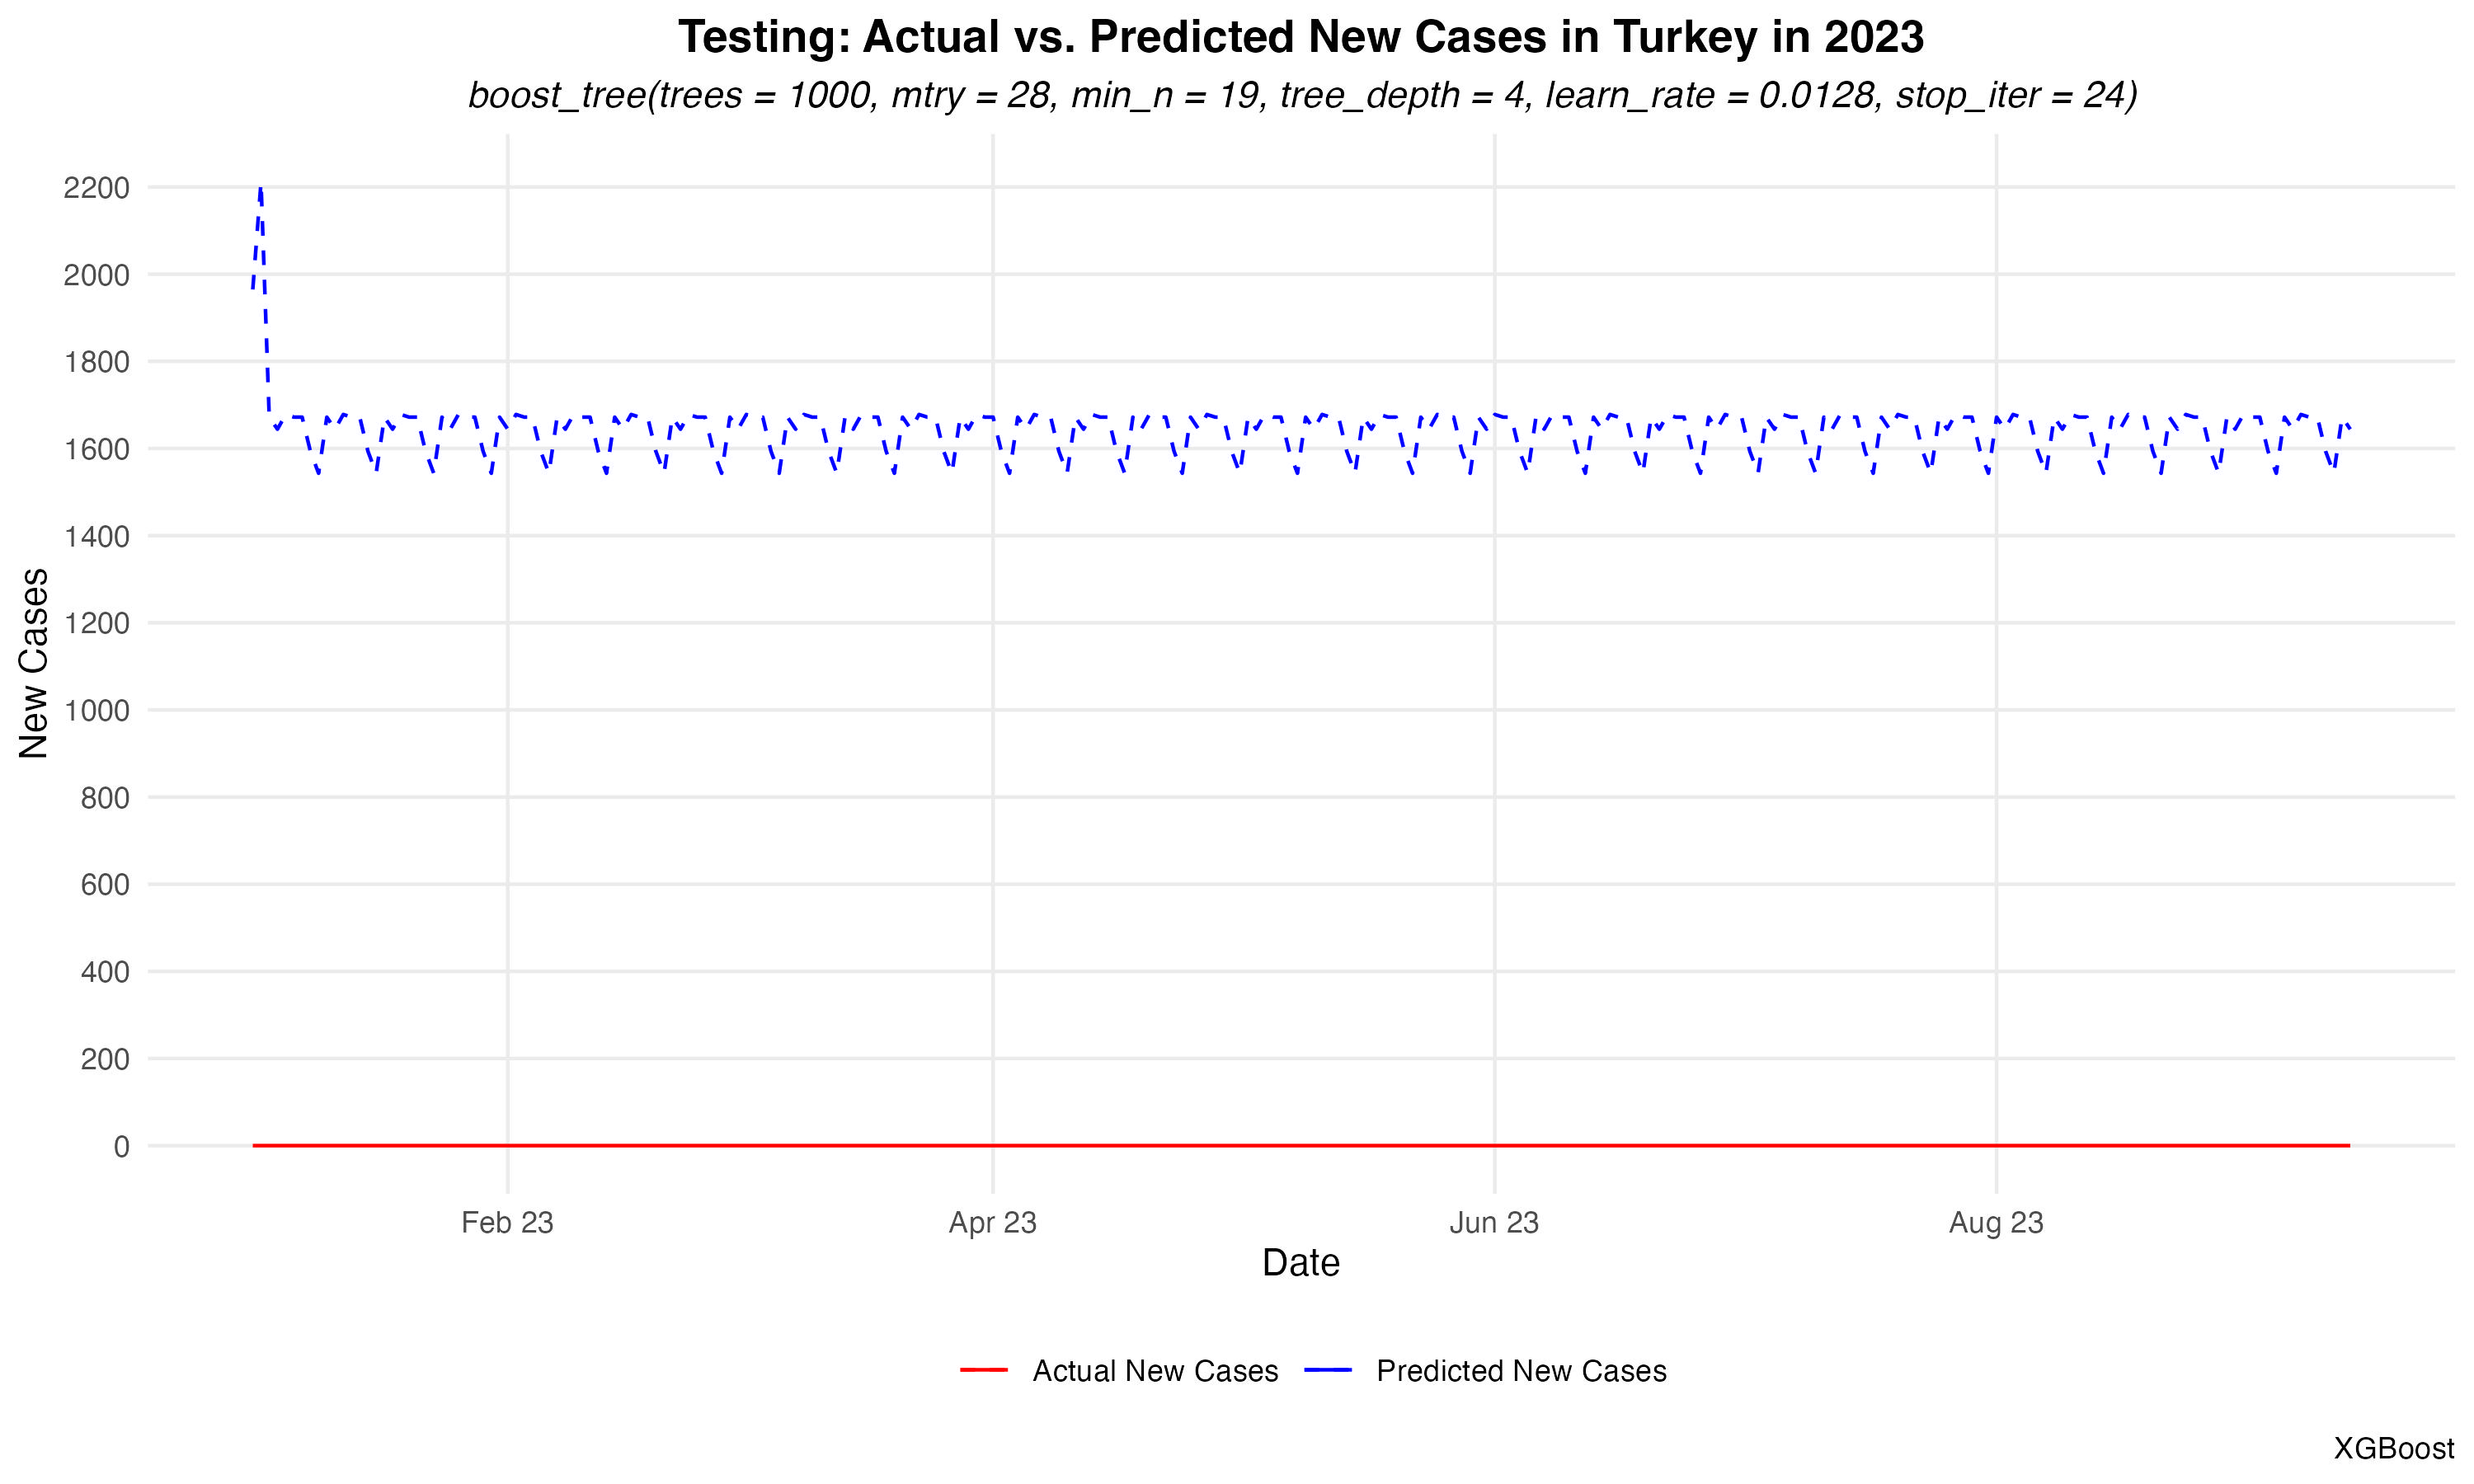 Testing: Actual vs. Predicted New Cases in Turkey in 2023
boost_tree(trees = 1000, mtry = 28, min_n = 19, tree_depth = 4, learn_rate = 0.0128, stop_iter = 24)
New Cases
2200
2000
1800
1600
1400
1200
1000
800
600
400
200
0
Feb 23 Apr 23 Jun 23 Aug 23
Date
Actual New Cases Predicted New Cases
XGBoost